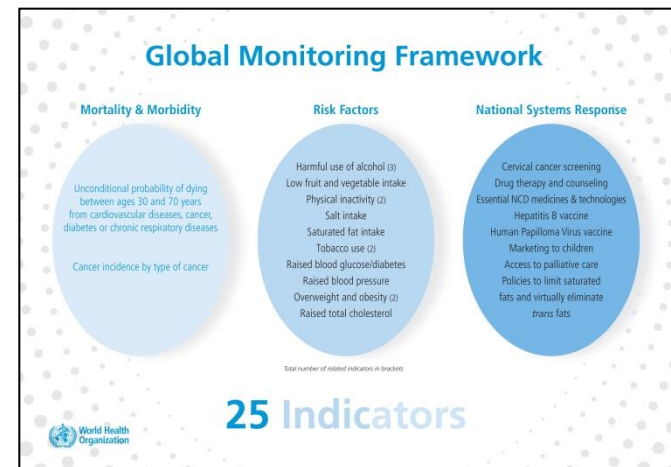 Global Monitoring Framework
Mortality & Morbidity
Unconditional probability of dying
between ages 30 and 70 years
from cardiovascular diseases, cancer,
diabetes or chronic respiratory diseases
Cancer incidence by type of cancer
Risk Factors
Harmful use of alcohol (3)
Low fruit and vegetable intake
Physical inactivity (2)
Salt intake
Saturated fat intake
Tobacco use (2)
Raised blood glucose/diabetes
Raised blood pressure
Overweight and obesity (2)
Raised total cholesterol
National Systems Response
Cervical cancer screening
Drug therapy and counseling
Essential NCD medicines & technologies
Hepatitis B vaccine
Human Papilloma Virus vaccine
Marketing to children
Access to palliative care
Policies to limit saturated
fats and virtually eliminate
trans fats
Total number of related indicators in brackets
25 Indicators
World Health
Organization